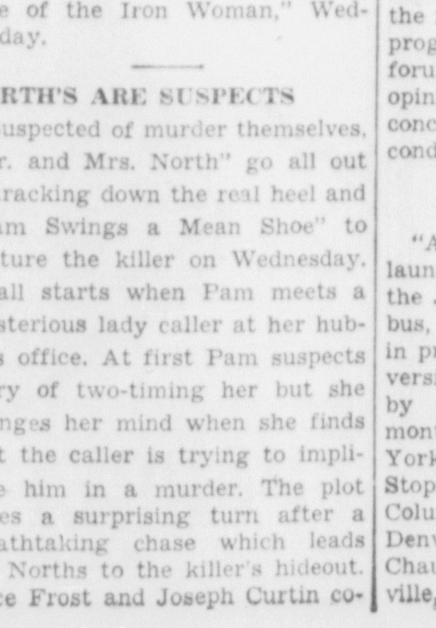 e of the Iron Woman," Wed-
day.
RTH'S ARE SUSPECTS
uspected of murder themselves,
r. and Mrs. North" go all out
racking down the real heel and
am Swings a Mean Shoe" to
ture the killer on Wednesday.
all starts when Pam meets a
sterious lady caller at her hub-
s office. At first Pam suspects
ry of two-timing her but she
nges her mind when she finds
t the caller is trying to impli-
e him in a murder. The plot
es a surprising turn after a
athtaking chase which leads
Norths to the killer's hideout.
ce Frost and Joseph Curtin co-
the
prog
foru
opin
conc
cond
"A
laun
the
bus,
in pr
versi
by
mont
York
Stop
Colu
Denv
Chau
ville,